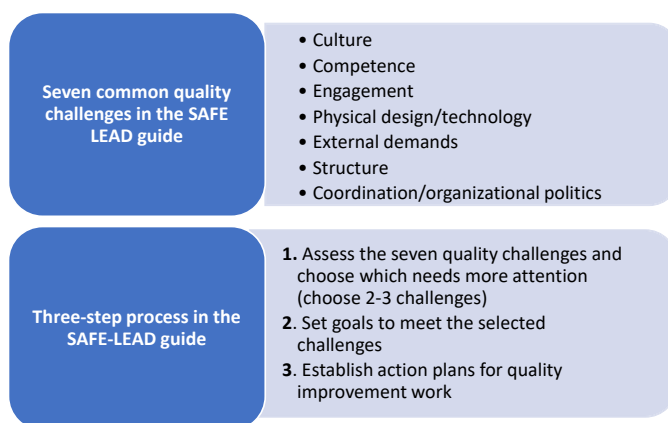 Seven common quality
challenges in the SAFE
LEAD guide
• Culture
• Competence
• Engagement
• Physical design/technology
• External demands
• Structure
• Coordination/organizational politics
Three-step process in the
SAFE-LEAD guide
1. Assess the seven quality challenges and
choose which needs more attention
(choose 2-3 challenges)
2. Set goals to meet the selected
challenges
3. Establish action plans for quality
improvement work